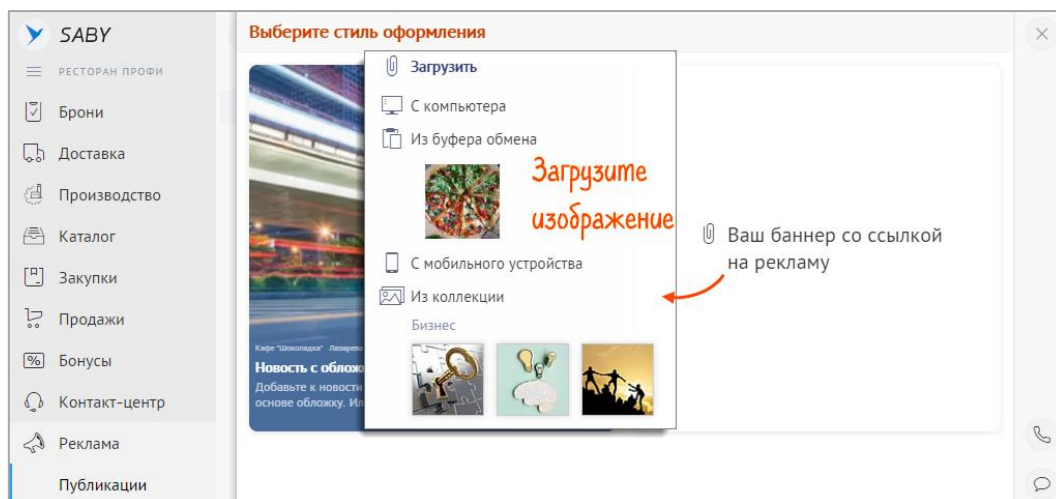 SABY
РЕСТОРАН ПРОФИ
Брони
Доставка
Производство
Каталог
Закупки
Продажи
Бонусы
Контакт-центр
Реклама
Публикации
Выберите стиль оформления
Загрузить
С компьютера
Из буфера обмена
Загрузите
изображение
С мобильного устройства
Из коллекции
Бизнес
Ваш баннер со ссылкой
на рекламу
Кафе "Шоколадка"
Новость с облож
Добавьте к новости
основе обложку.